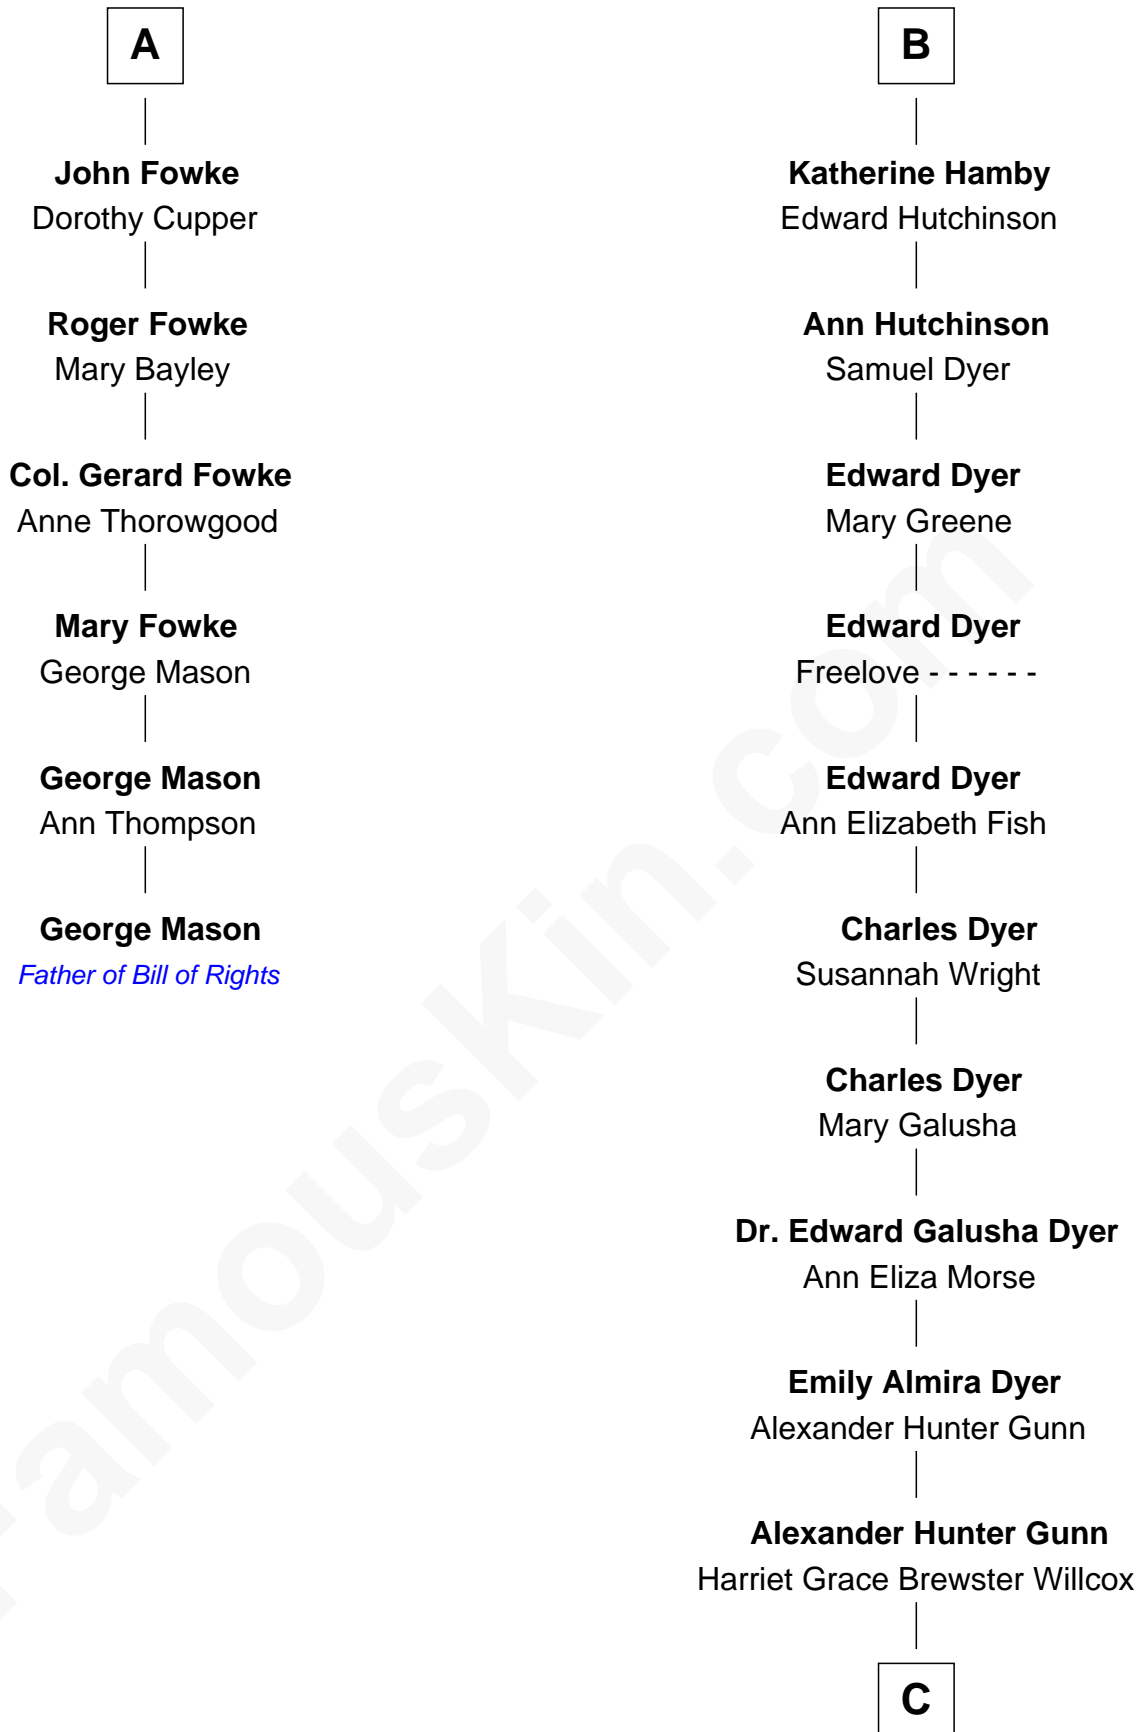 A
John Fowke
Dorothy Cupper
Roger Fowke
Mary Bayley
Col. Gerard Fowke
Anne Thorowgood
Mary Fowke
George Mason
George Mason
Ann Thompson
George Mason
Father of Bill of Rights
B
Katherine Hamby
Edward Hutchinson
Ann Hutchinson
Samuel Dyer
Edward Dyer
Mary Greene
Edward Dyer
Freelove - - - - - -
Edward Dyer
Ann Elizabeth Fish
Charles Dyer
Susannah Wright
Charles Dyer
Mary Galusha
Dr. Edward Galusha Dyer
Ann Eliza Morse
Emily Almira Dyer
Alexander Hunter Gunn
Alexander Hunter Gunn
Harriet Grace Brewster Willcox
C
FamousKin.com